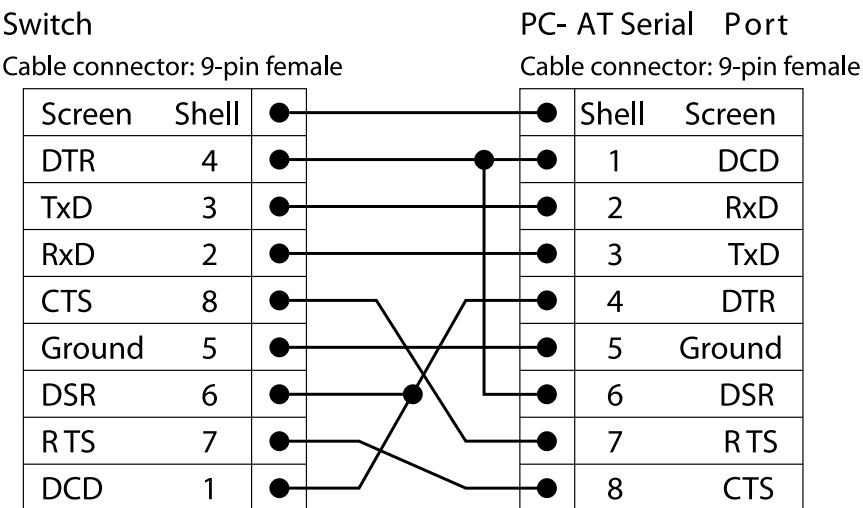 Switch PC- AT Serial Port
Cable connector: 9-pin female Cable connector: 9-pin female
Screen Shell Shell Screen
DTR 4 1 DCD
TxD 3 2 RxD
RxD 2 3 TxD
CTS 8 4 DTR
Ground 5 5 Ground
DSR 6 6 DSR
R TS 7 7 R TS
DCD 1 8 CTS